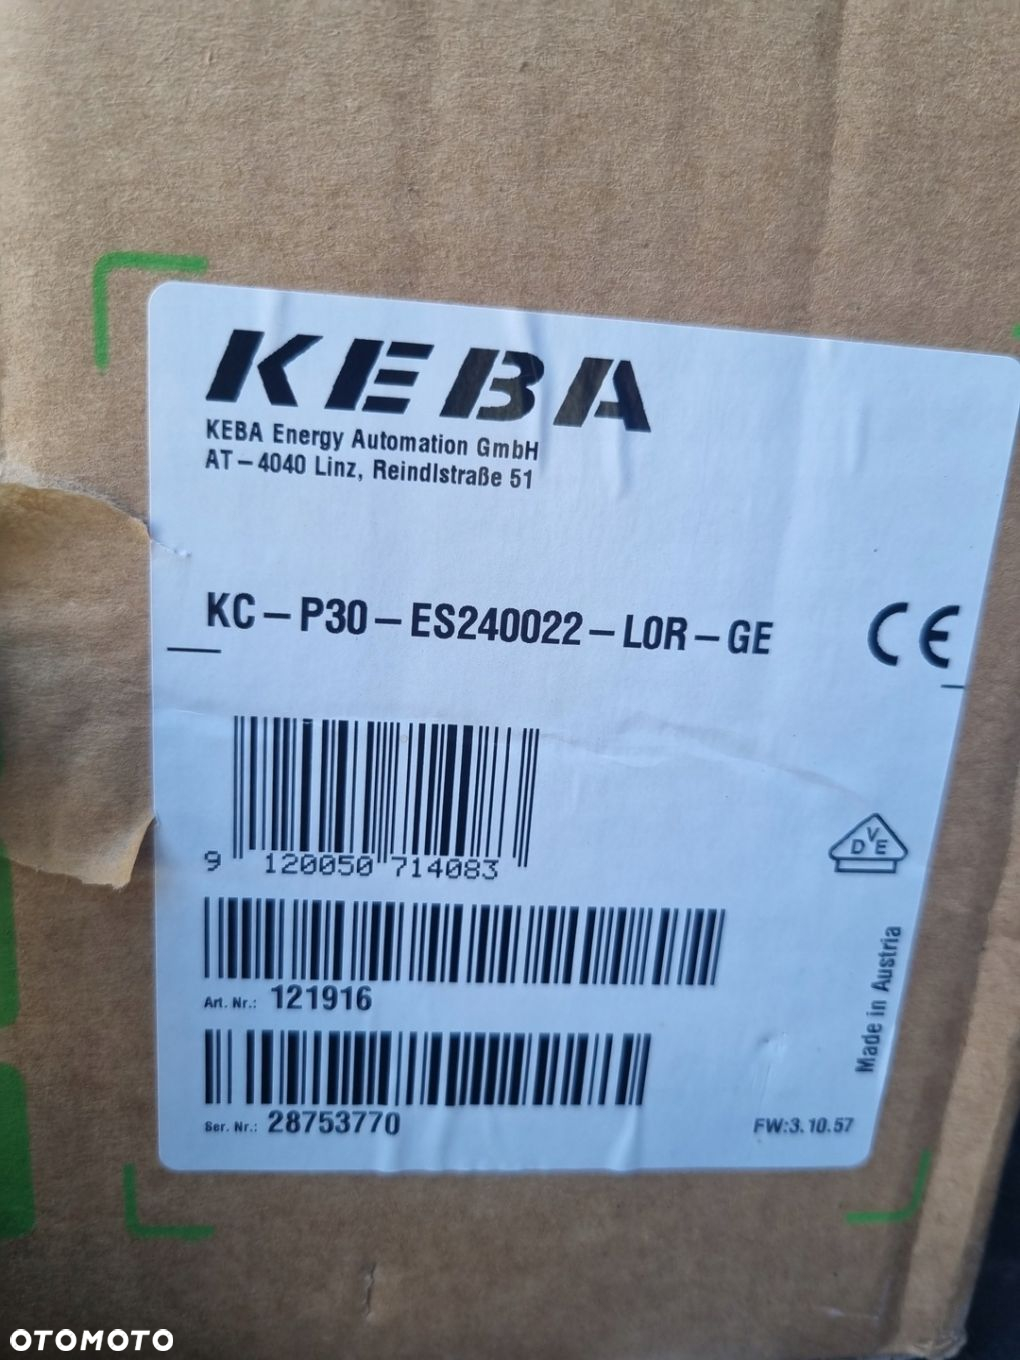 KEBA
KEBA Energy Automation GmbH
AT-4040 Linz, Reindlstraße 51
KC-P30-ES240022-L0R-GE
CE
9 120050 714083
VDE
Art. Nr.: 121916
Made in Austria
Ser. Nr.: 28753770
FW:3.10.57
OTOMOTO